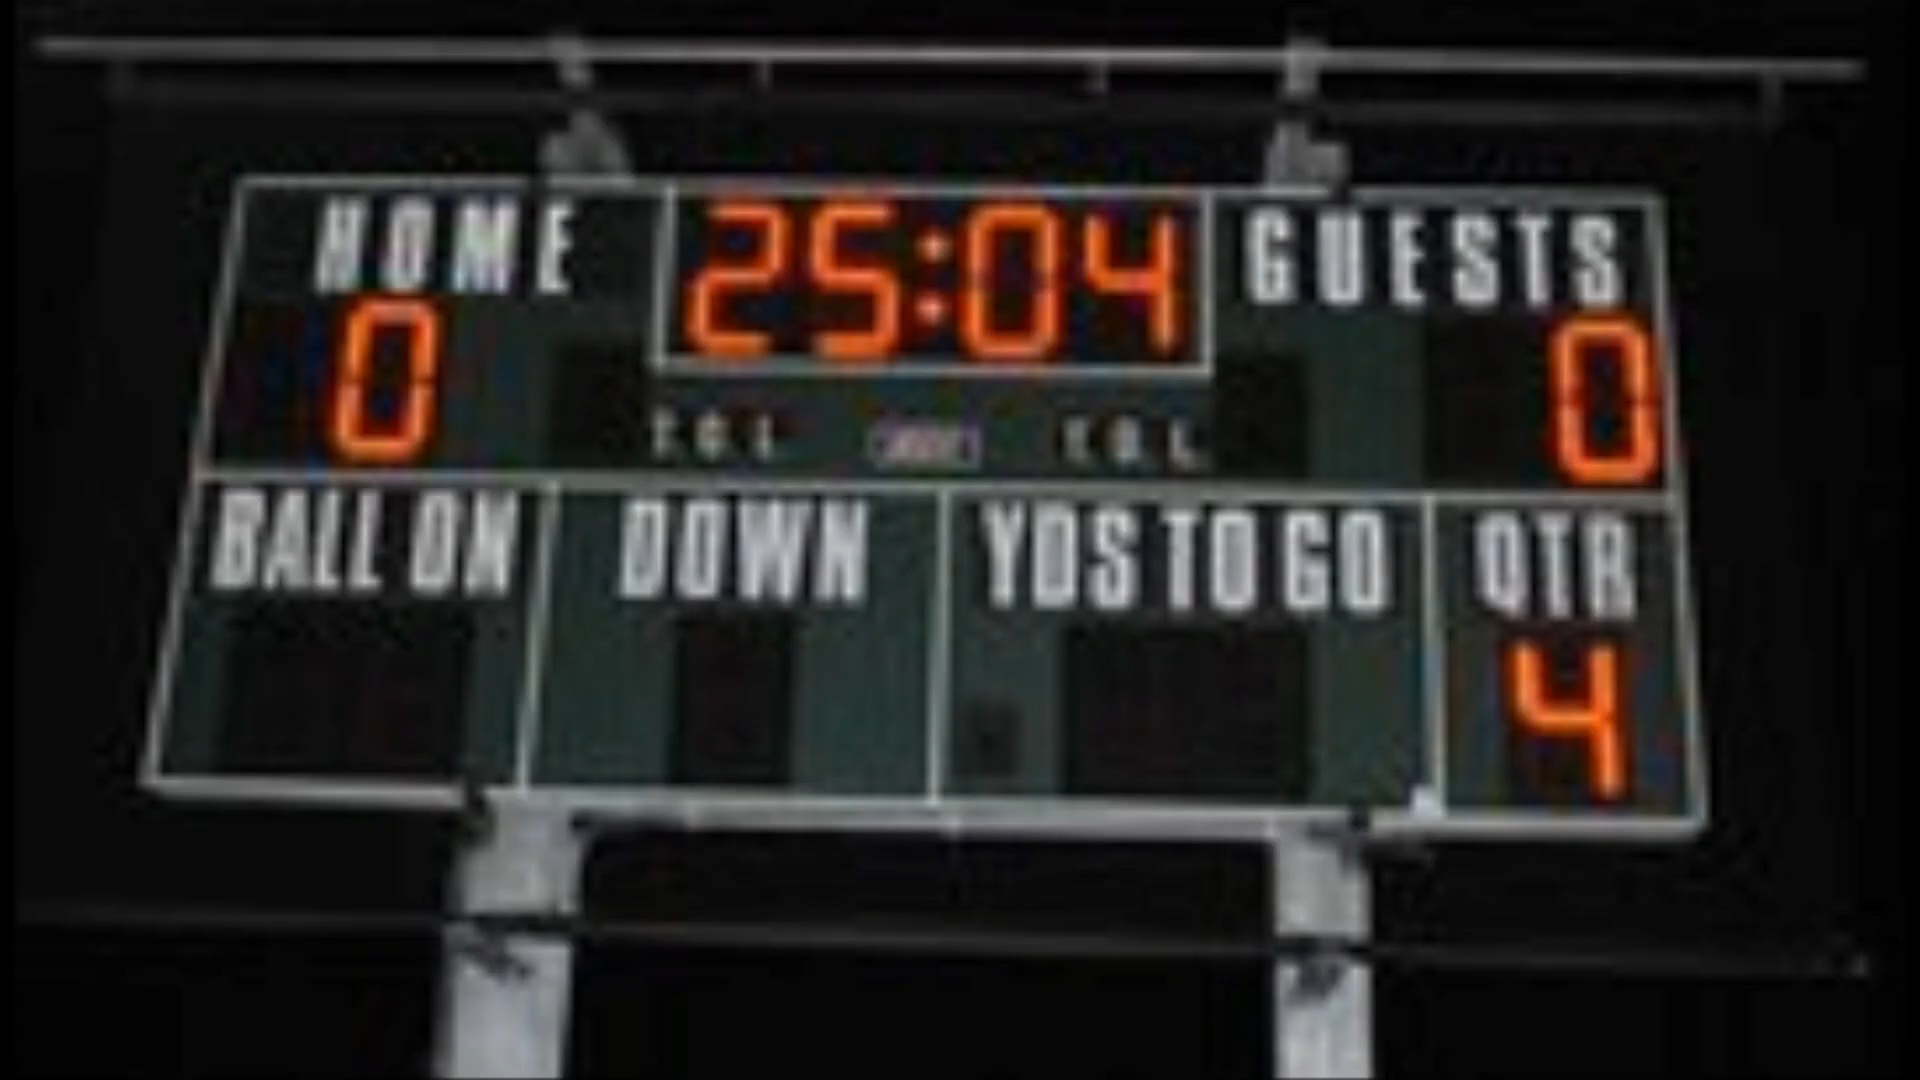 HOME 25:04 GUESTS
0 0
T.O.L. T.O.L.
BALL ON DOWN YDS TO GO QTR
4